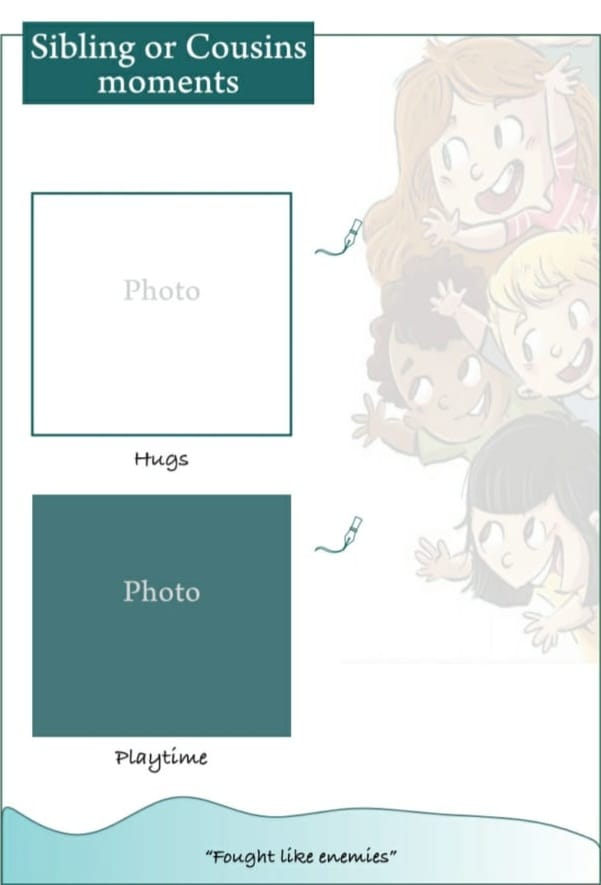 Sibling or Cousins
moments
Photo
Hugs
Photo
Playtime
“Fought like enemies”